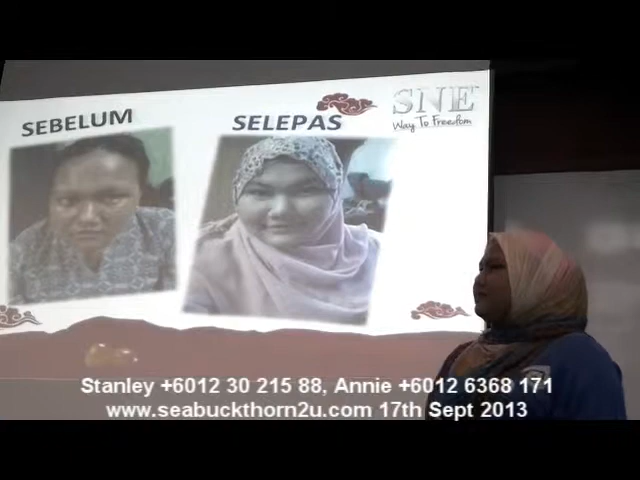 SEBELUM
SELEPAS
SNE
Way To Freedom
Stanley +6012 30 215 88, Annie +6012 6368 171
www.seabuckthorn2u.com 17th Sept 2013